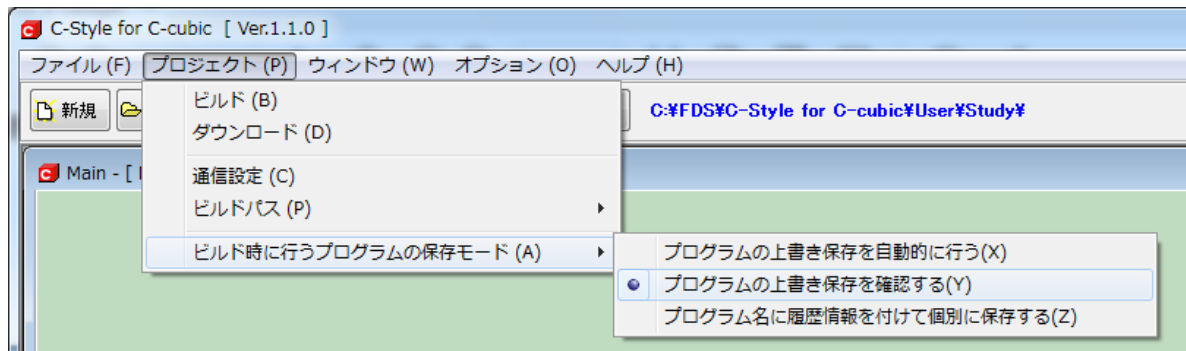 C-Style for C-cubic [ Ver.1.1.0 ]
ファイル (F) プロジェクト (P) ウィンドウ (W) オプション (O) ヘルプ (H)
新規 C:¥FDS¥C-Style for C-cubic¥User¥Study¥
ビルド (B)
ダウンロード (D)
Main - [
通信設定 (C)
ビルドパス (P)
ビルド時に行うプログラムの保存モード (A)
プログラムの上書き保存を自動的に行う(X)
プログラムの上書き保存を確認する(Y)
プログラム名に履歴情報を付けて個別に保存する(Z)